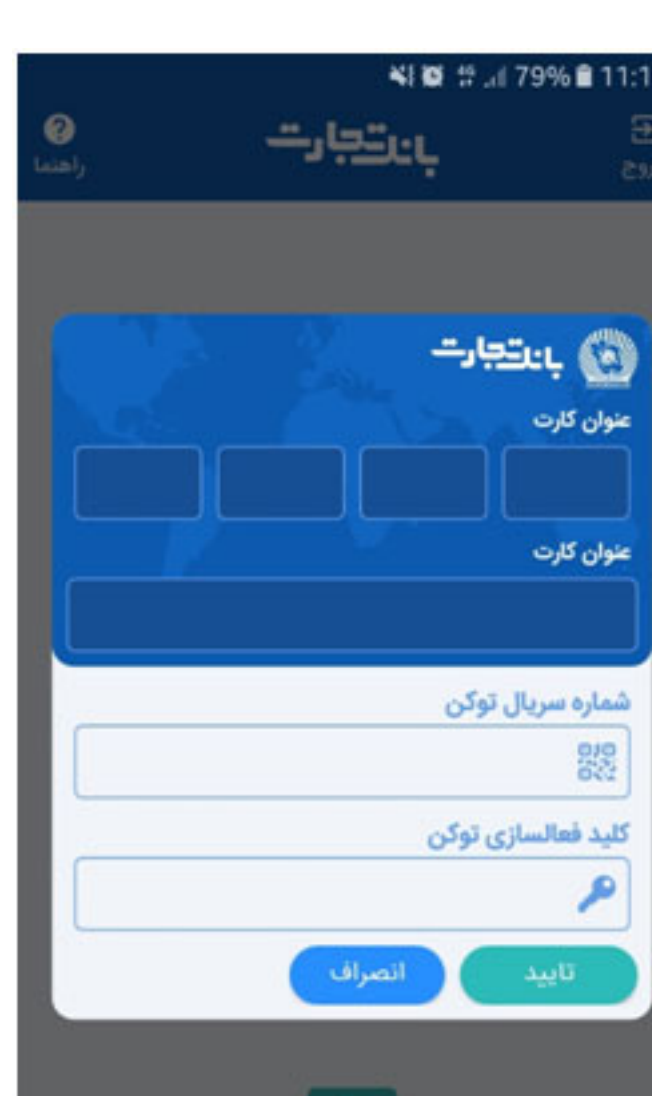 79% 11:1
بانک تجارت
راهنما
بانک تجارت
عنوان کارت
عنوان کارت
شماره سریال توکن
کلید فعالسازی توکن
تایید انصراف